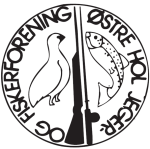 ØSTRE HOL JEGER
OG FISKERFORENING